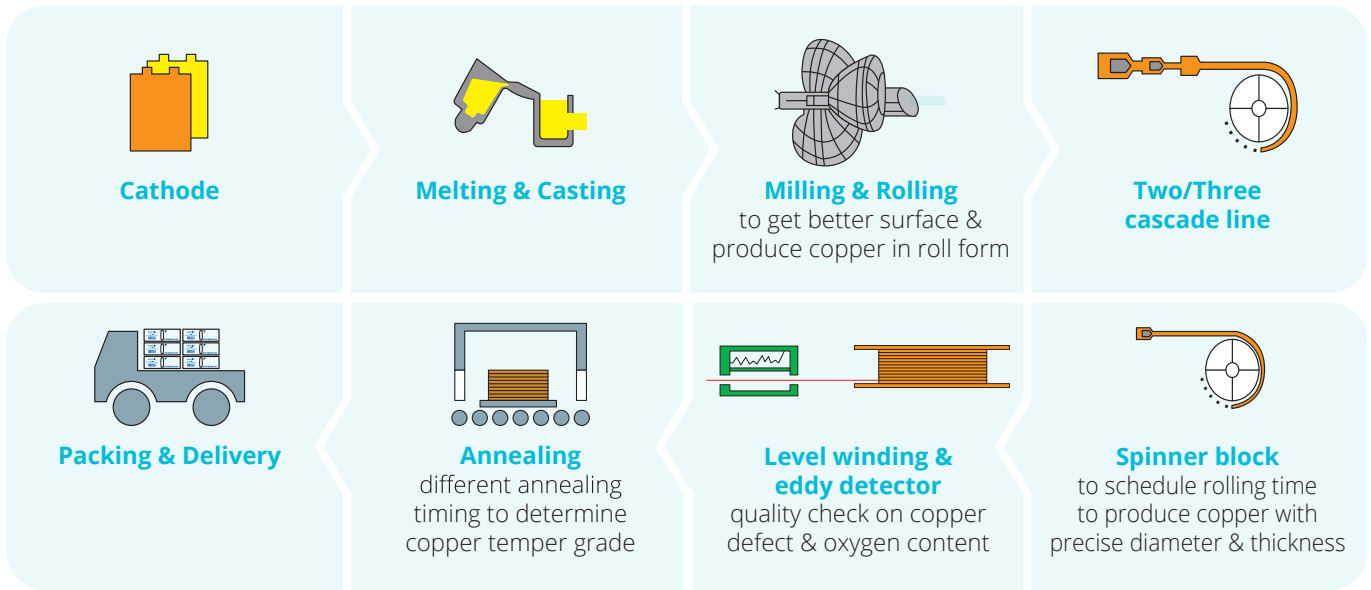 Cathode
Melting & Casting
Milling & Rolling
to get better surface &
produce copper in roll form
Two/Three
cascade line
Packing & Delivery
Annealing
different annealing
timing to determine
copper temper grade
Level winding &
eddy detector
quality check on copper
defect & oxygen content
Spinner block
to schedule rolling time
to produce copper with
precise diameter & thickness